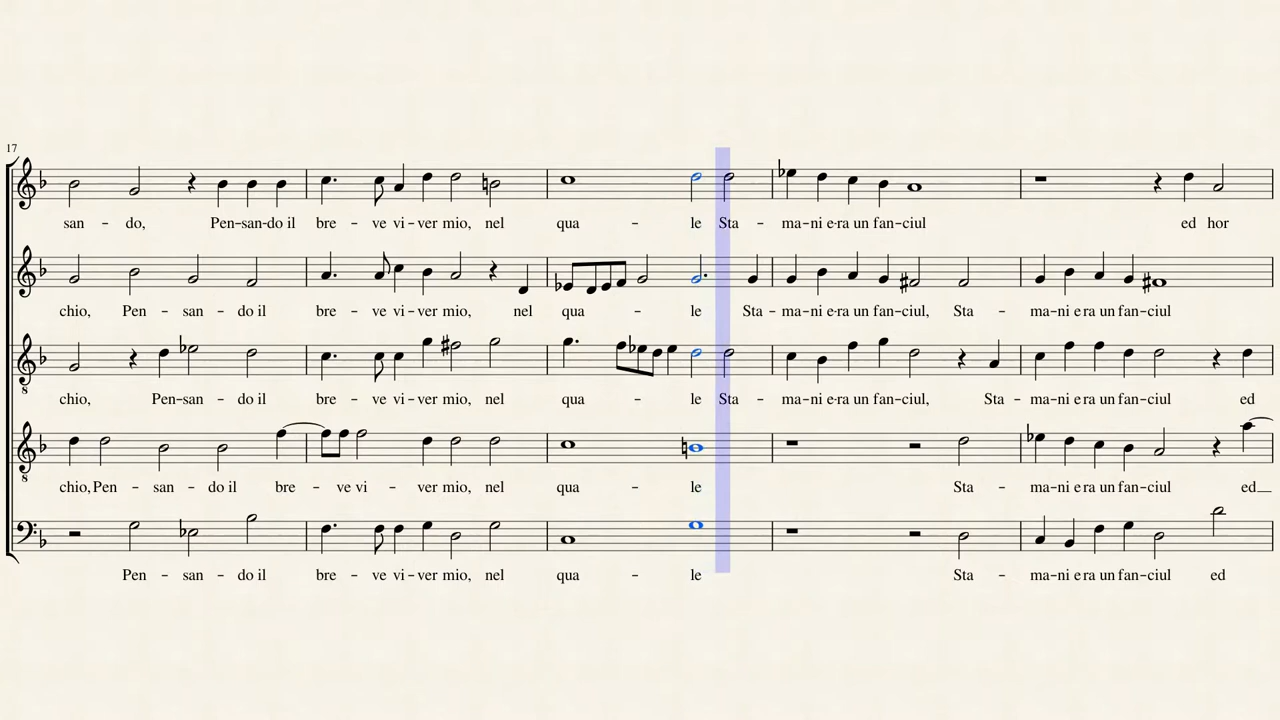 17
san – do, Pen–san–do il bre – ve vi–ver mio, nel qua – le Sta – ma–ni e–ra un fan–ciul ed hor
chio, Pen – san – do il bre – ve vi–ver mio, nel qua – le Sta – ma–ni e–ra un fan–ciul, Sta – ma–ni e ra un fan–ciul
chio, Pen–san – do il bre – ve vi–ver mio, nel qua – le Sta – ma–ni e–ra un fan–ciul, Sta – ma–ni e ra un fan–ciul ed
chio, Pen – san – do il bre – ve vi – ver mio, nel qua – le Sta – ma–ni e ra un fan–ciul ed__
Pen – san – do il bre – ve vi–ver mio, nel qua – le Sta – ma–ni e ra un fan–ciul ed